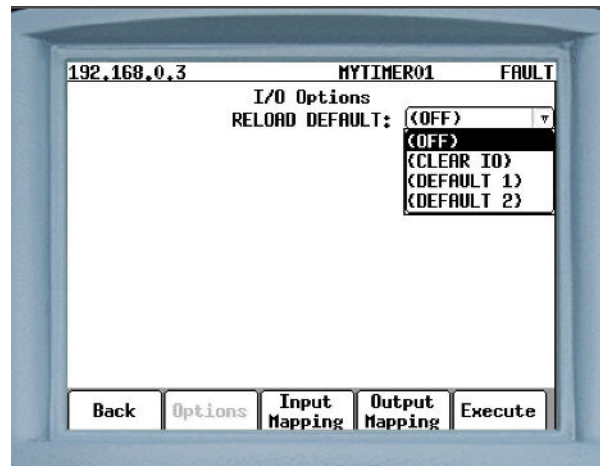 192.168.0.3 MYTIMER01 FAULT
I/O Options
RELOAD DEFAULT: (OFF)
(OFF)
(CLEAR IO)
(DEFAULT 1)
(DEFAULT 2)
Back Options Input Mapping Output Mapping Execute